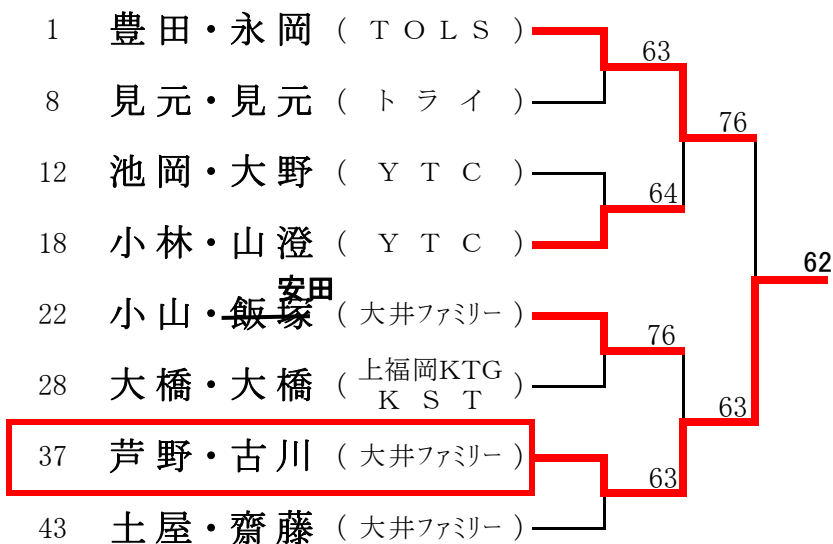 1 豊田・永岡 (TOLS)
63
8 見元・見元 (トライ)
76
12 池岡・大野 (YTC)
64
18 小林・山澄 (YTC)
62
安田
22 小山・飯塚 (大井ファミリー)
76
28 大橋・大橋 (上福岡KTG
KST)
63
37 芦野・古川 (大井ファミリー)
63
43 土屋・齋藤 (大井ファミリー)